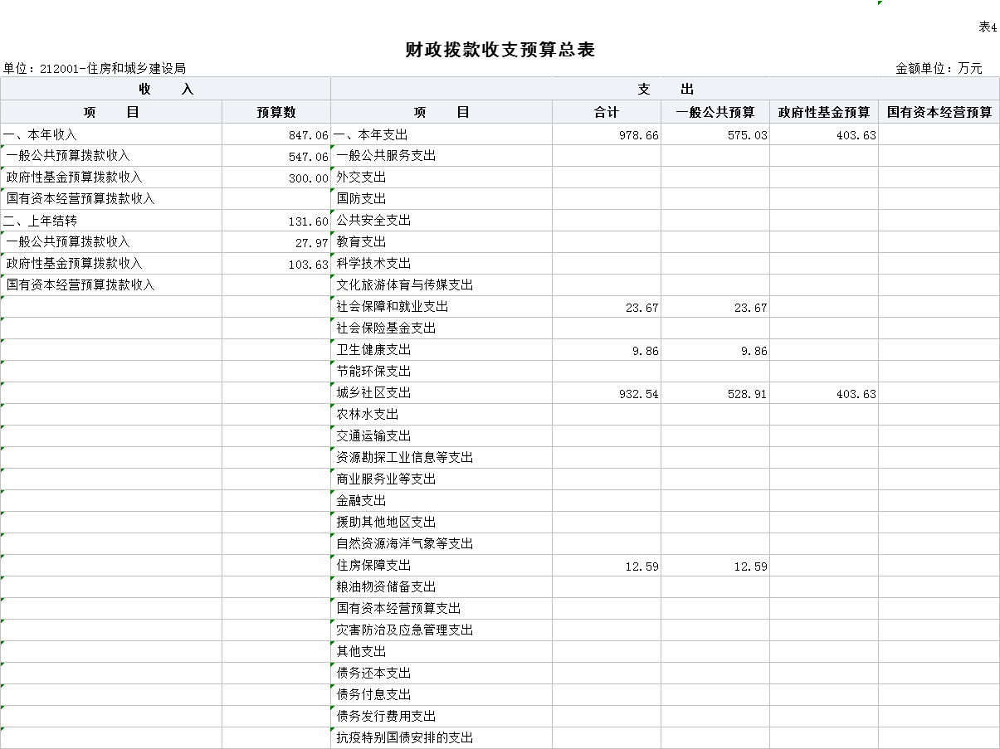 表4
财政拨款收支预算总表
单位：212001-住房和城乡建设局 金额单位：万元
收 入 支 出
项 目 预算数 项 目 合计 一般公共预算 政府性基金预算 国有资本经营预算
一、本年收入 847.06 一、本年支出 978.66 575.03 403.63
一般公共预算拨款收入 547.06 一般公共服务支出
政府性基金预算拨款收入 300.00 外交支出
国有资本经营预算拨款收入 国防支出
二、上年结转 131.60 公共安全支出
一般公共预算拨款收入 27.97 教育支出
政府性基金预算拨款收入 103.63 科学技术支出
国有资本经营预算拨款收入 文化旅游体育与传媒支出
社会保障和就业支出 23.67 23.67
社会保险基金支出
卫生健康支出 9.86 9.86
节能环保支出
城乡社区支出 932.54 528.91 403.63
农林水支出
交通运输支出
资源勘探工业信息等支出
商业服务业等支出
金融支出
援助其他地区支出
自然资源海洋气象等支出
住房保障支出 12.59 12.59
粮油物资储备支出
国有资本经营预算支出
灾害防治及应急管理支出
其他支出
债务还本支出
债务付息支出
债务发行费用支出
抗疫特别国债安排的支出